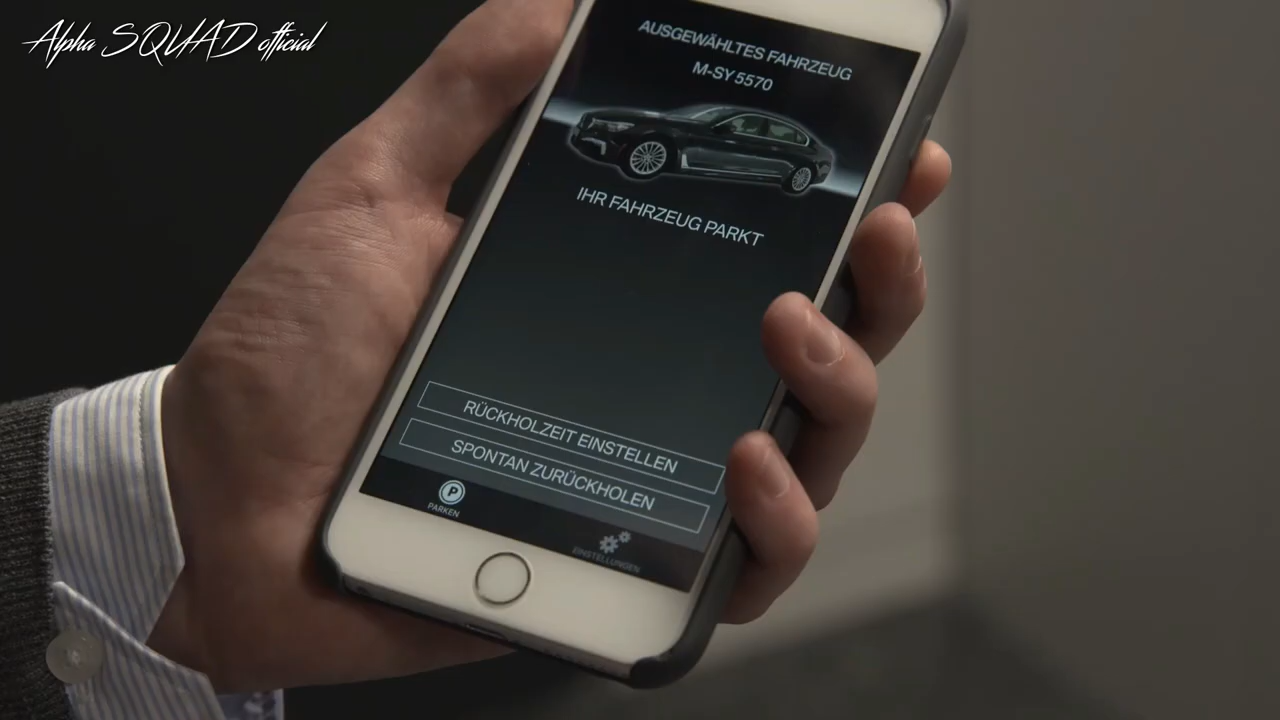 Alpha SQUAD official
AUSGEWÄHLTES FAHRZEUG
M-SY 5570
IHR FAHRZEUG PARKT
RÜCKHOLZEIT EINSTELLEN
SPONTAN ZURÜCKHOLEN
P
PARKEN
EINSTELLUNGEN